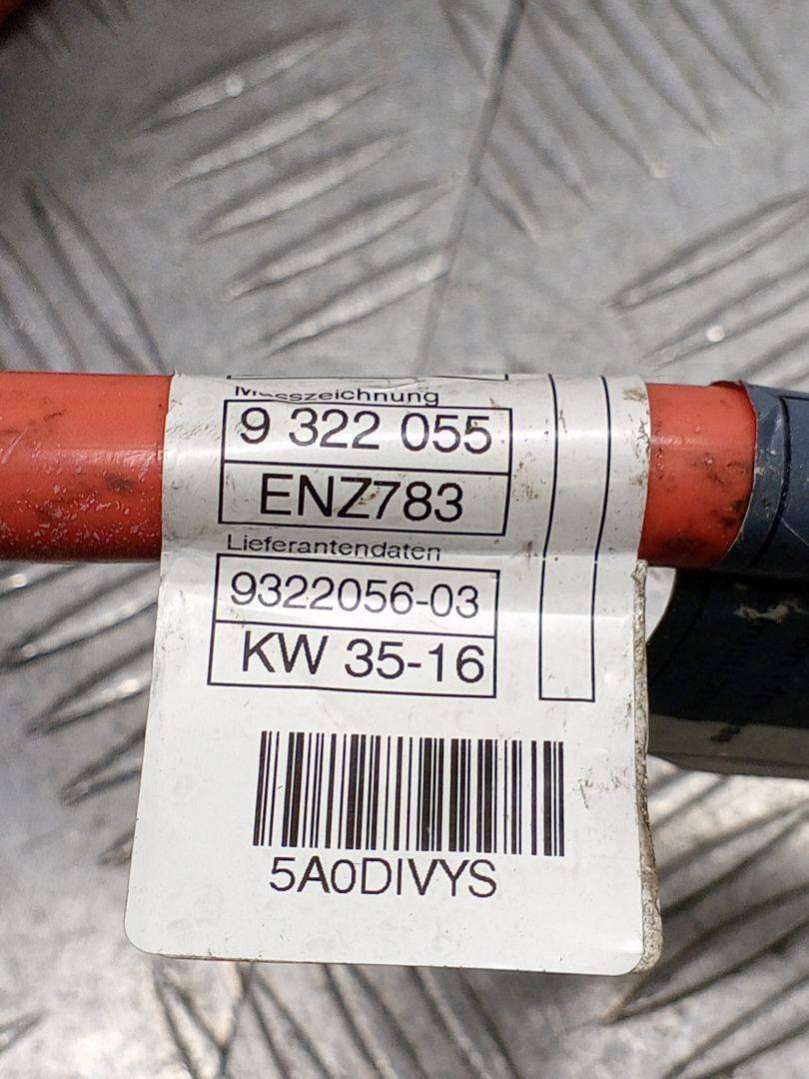 9 322 055
ENZ783
Lieferantendaten
9322056-03
KW 35-16
5A0DIVYS